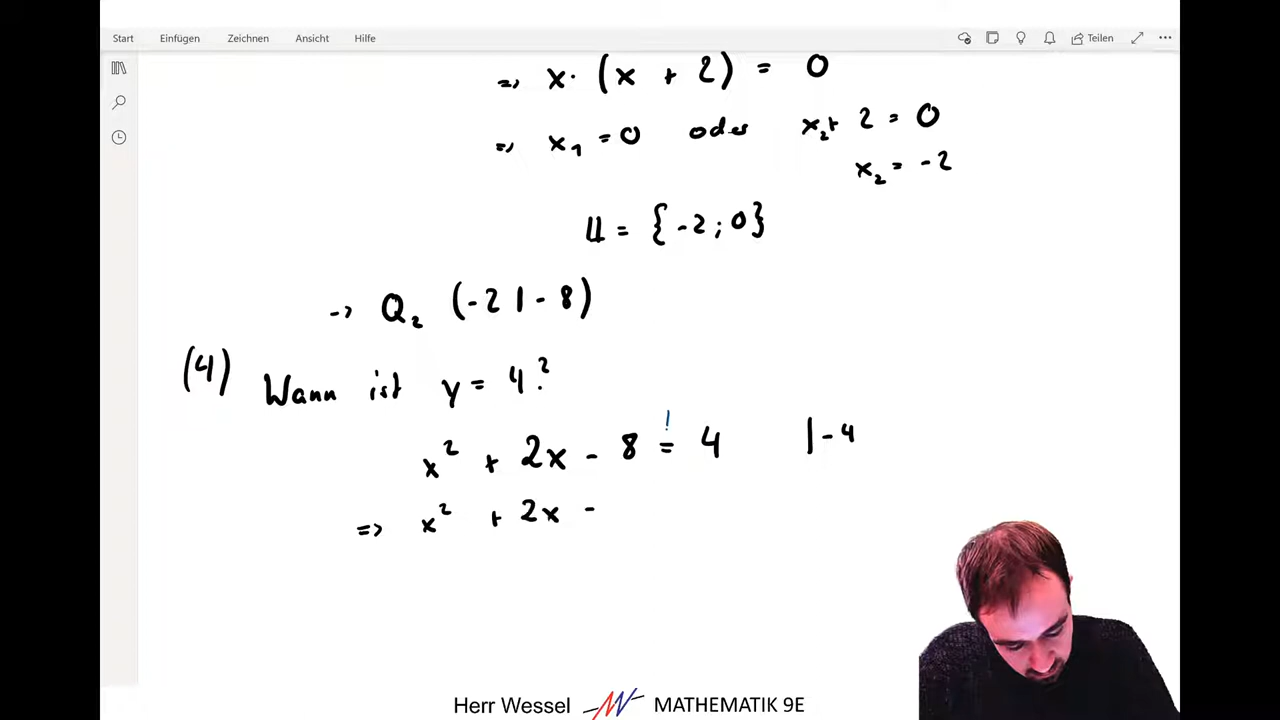 Start Einfügen Zeichnen Ansicht Hilfe Teilen
=> x · (x + 2) = 0
=> x₁ = 0 oder x₂ + 2 = 0
x₂ = -2
𝕃 = {-2; 0}
-> Q₂ (-2 | -8)
(4) Wann ist y = 4?
x² + 2x - 8 =! 4 | -4
=> x² + 2x -
Herr Wessel MATHEMATIK 9E